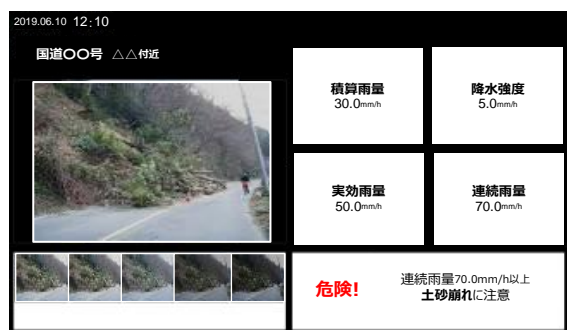 2019.06.10 12:10
国道〇〇号 △△付近
積算雨量
30.0mm/h
降水強度
5.0mm/h
実効雨量
50.0mm/h
連続雨量
70.0mm/h
危険!
連続雨量70.0mm/h以上
土砂崩れに注意